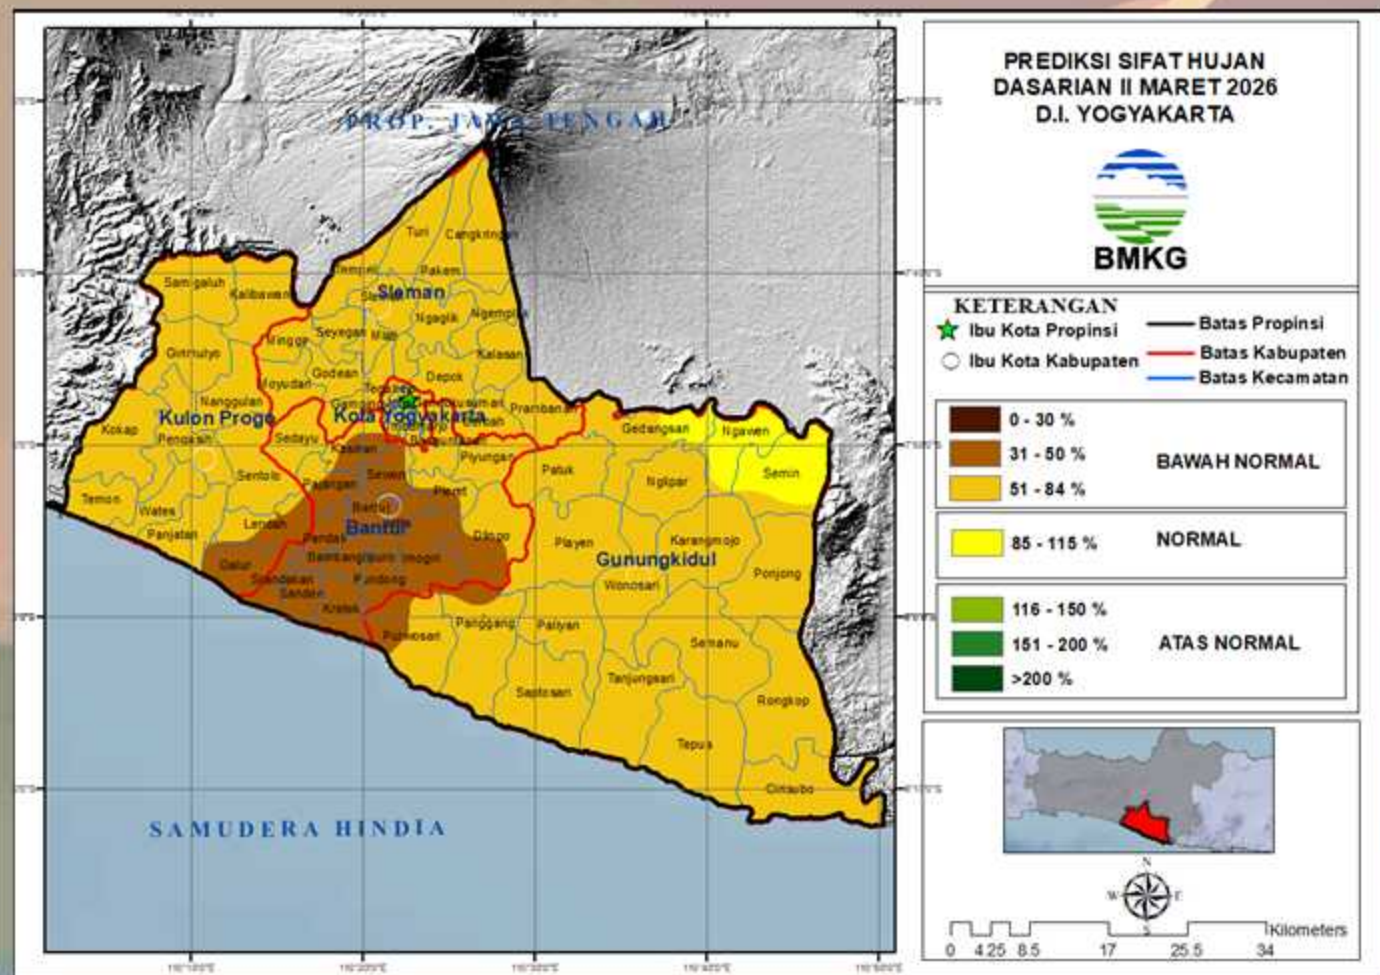 PREDIKSI SIFAT HUJAN
DASARIAN II MARET 2026
D.I. YOGYAKARTA
BMKG
KETERANGAN
Ibu Kota Propinsi
Ibu Kota Kabupaten
Batas Propinsi
Batas Kabupaten
Batas Kecamatan
0 - 30 %
31 - 50 %
51 - 84 %
BAWAH NORMAL
85 - 115 %
NORMAL
116 - 150 %
151 - 200 %
>200 %
ATAS NORMAL
N
W
E
S
Kilometers
0 4.25 8.5 17 25.5 34
PROP. JAWA TENGAH
Turi
Cangkringan
Tempel
Pakem
Samigaluh
Kalibawang
Sleman
Sleman
Ngaglik
Ngemplak
Seyegan
Mlati
Minggir
Girimulyo
Kalasan
Godean
Depok
Moyudan
Nanggulan
Prambanan
Kulon Progo
Kota Yogyakarta
Kokap
Pengasih
Sedayu
Kasihan
Piyungan
Gedangsari
Ngawen
Sentolo
Sewon
Patuk
Semin
Pajangan
Nglipar
Temon
Pleret
Wates
Bantul
Panjatan
Lendah
Bantul
Dlingo
Pandak
Playen
Karangmojo
Gunungkidul
Galur
Imogiri
Ponjong
Srandakan
Pundong
Wonosari
Sanden
Kretek
Panggang
Paliyan
Purwosari
Semanu
Tanjungsari
Saptosari
Rongkop
Tepus
Girisubo
SAMUDERA HINDIA